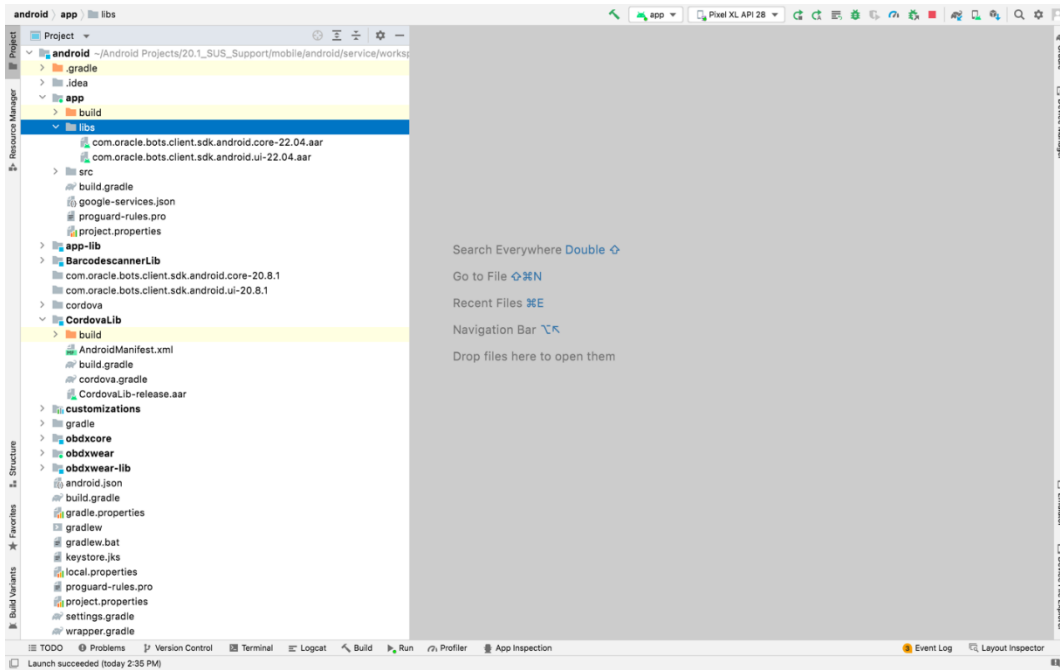 android app libs
app Pixel XL API 28
Project
Project
android ~/Android Projects/20.1_SUS_Support/mobile/android/service/worksp
.gradle
.idea
app
build
libs
com.oracle.bots.client.sdk.android.core-22.04.aar
com.oracle.bots.client.sdk.android.ui-22.04.aar
src
build.gradle
google-services.json
proguard-rules.pro
project.properties
app-lib
BarcodescannerLib
com.oracle.bots.client.sdk.android.core-20.8.1
com.oracle.bots.client.sdk.android.ui-20.8.1
cordova
CordovaLib
build
AndroidManifest.xml
build.gradle
cordova.gradle
CordovaLib-release.aar
customizations
gradle
obdxcore
obdxwear
obdxwear-lib
android.json
build.gradle
gradle.properties
gradlew
gradlew.bat
keystore.jks
local.properties
proguard-rules.pro
project.properties
settings.gradle
wrapper.gradle
Resource Manager
Structure
Favorites
Build Variants
Search Everywhere Double ⇧
Go to File ⇧⌘N
Recent Files ⌘E
Navigation Bar ⌥↖
Drop files here to open them
TODO Problems Version Control Terminal Logcat Build Run Profiler App Inspection 3 Event Log Layout Inspector
Launch succeeded (today 2:35 PM)